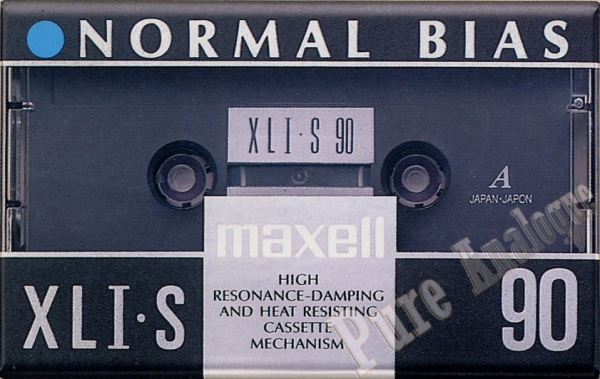 NORMAL BIAS
XLI·S 90
A
JAPAN·JAPON
maxell
HIGH
RESONANCE-DAMPING
AND HEAT RESISTING
CASSETTE
MECHANISM
XLI·S
90
Pure Analogue